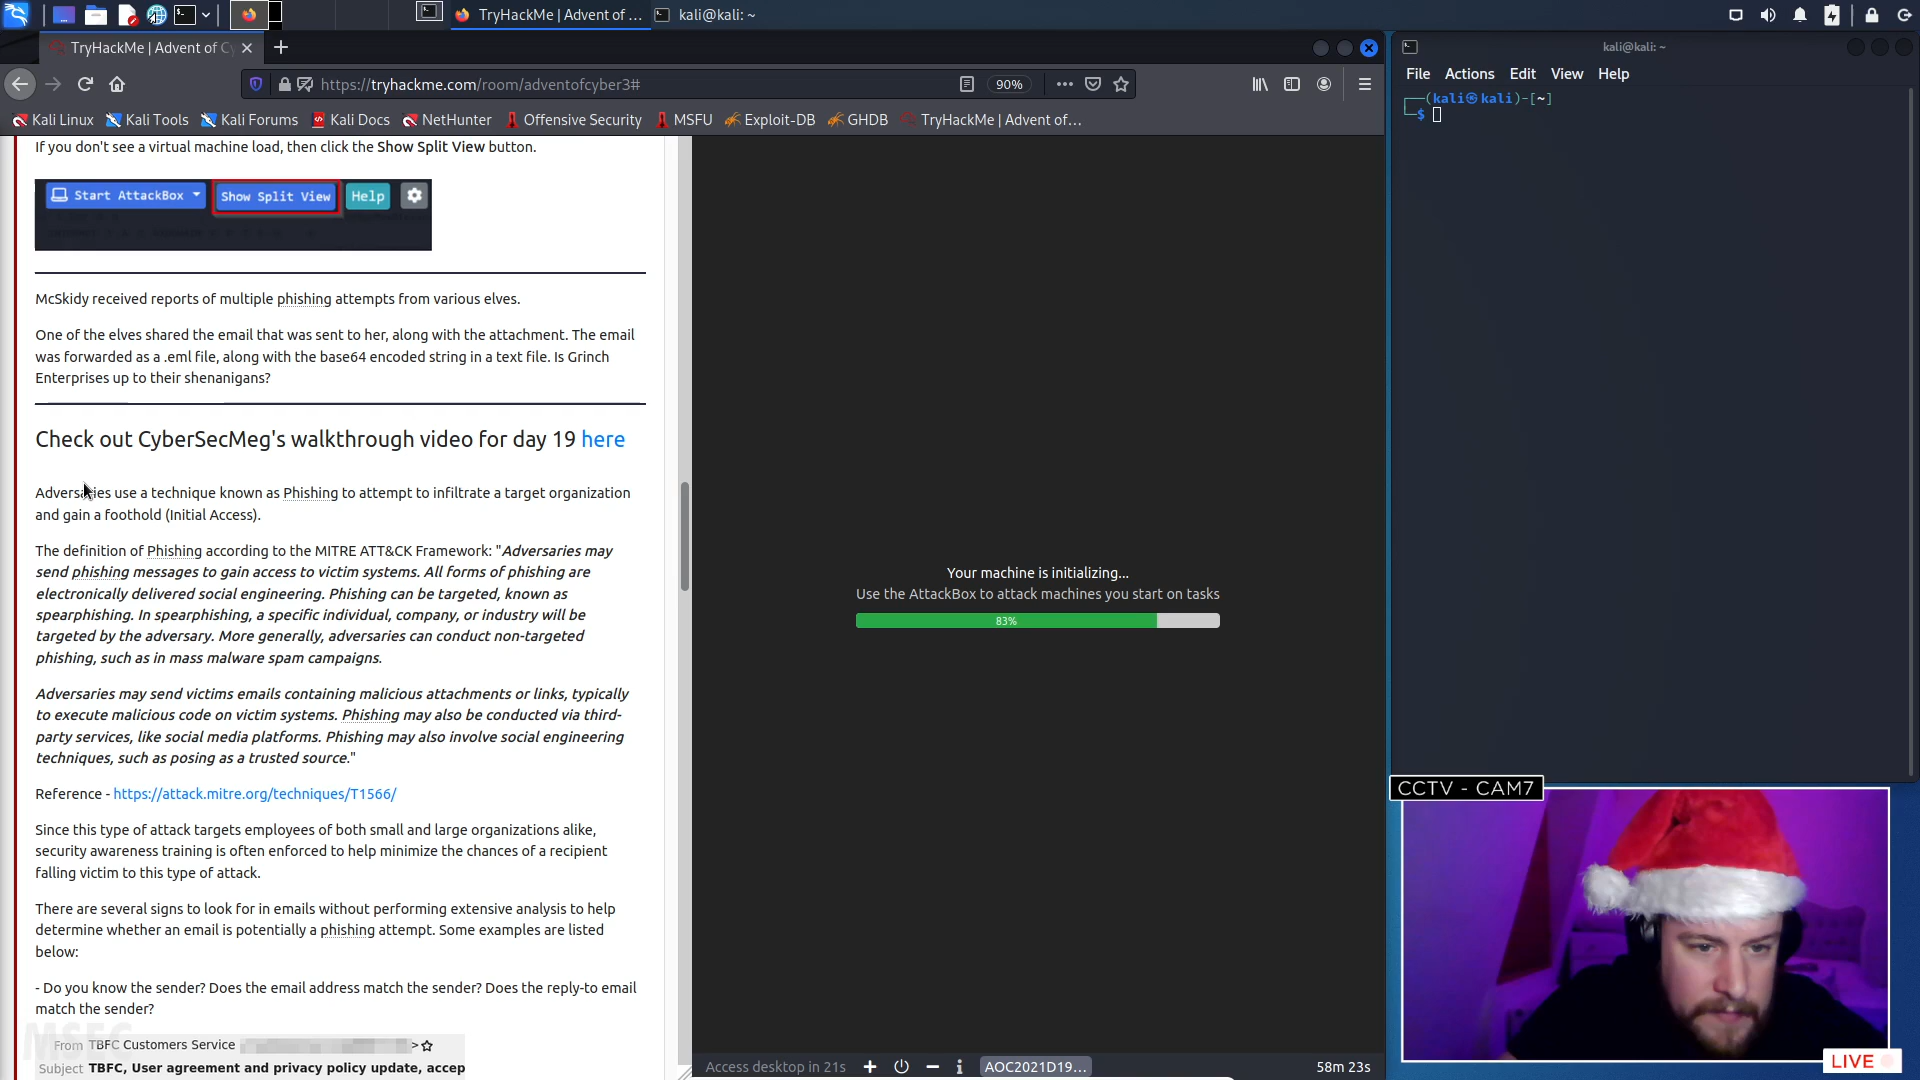 TryHackMe | Advent of ...
kali@kali: ~
TryHackMe | Advent of Cy
https://tryhackme.com/room/adventofcyber3#
90%
Kali Linux
Kali Tools
Kali Forums
Kali Docs
NetHunter
Offensive Security
MSFU
Exploit-DB
GHDB
TryHackMe | Advent of...
If you don't see a virtual machine load, then click the Show Split View button.
Start AttackBox
Show Split View
Help
McSkidy received reports of multiple phishing attempts from various elves.
One of the elves shared the email that was sent to her, along with the attachment. The email
was forwarded as a .eml file, along with the base64 encoded string in a text file. Is Grinch
Enterprises up to their shenanigans?
Check out CyberSecMeg's walkthrough video for day 19 here
Adversaries use a technique known as Phishing to attempt to infiltrate a target organization
and gain a foothold (Initial Access).
The definition of Phishing according to the MITRE ATT&CK Framework: "Adversaries may
send phishing messages to gain access to victim systems. All forms of phishing are
electronically delivered social engineering. Phishing can be targeted, known as
spearphishing. In spearphishing, a specific individual, company, or industry will be
targeted by the adversary. More generally, adversaries can conduct non-targeted
phishing, such as in mass malware spam campaigns.
Adversaries may send victims emails containing malicious attachments or links, typically
to execute malicious code on victim systems. Phishing may also be conducted via third-
party services, like social media platforms. Phishing may also involve social engineering
techniques, such as posing as a trusted source."
Reference - https://attack.mitre.org/techniques/T1566/
Since this type of attack targets employees of both small and large organizations alike,
security awareness training is often enforced to help minimize the chances of a recipient
falling victim to this type of attack.
There are several signs to look for in emails without performing extensive analysis to help
determine whether an email is potentially a phishing attempt. Some examples are listed
below:
- Do you know the sender? Does the email address match the sender? Does the reply-to email
match the sender?
MSEC
From TBFC Customers Service >
Subject TBFC, User agreement and privacy policy update, accep
Your machine is initializing...
Use the AttackBox to attack machines you start on tasks
83%
Access desktop in 21s
AOC2021D19...
58m 23s
kali@kali: ~
File Actions Edit View Help
(kali㉿kali)-[~]
$
CCTV - CAM7
LIVE